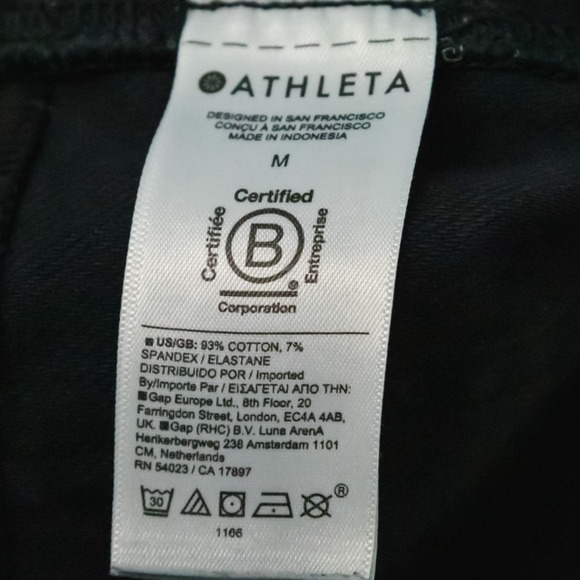 ATHLETA
DESIGNED IN SAN FRANCISCO
CONÇU À SAN FRANCISCO
MADE IN INDONESIA
M
Certified
Certifiée
B
Entreprise
®
Corporation
US/GB: 93% COTTON, 7%
SPANDEX / ELASTANE
DISTRIBUIDO POR / Imported
By/Importe Par / ΕΙΣΑΓΕΤΑΙ ΑΠΟ ΤΗΝ:
Gap Europe Ltd., 8th Floor, 20
Farringdon Street, London, EC4A 4AB,
UK. Gap (RHC) B.V. Luna ArenA
Herikerbergweg 238 Amsterdam 1101
CM, Netherlands
RN 54023 / CA 17897
30
®
1166